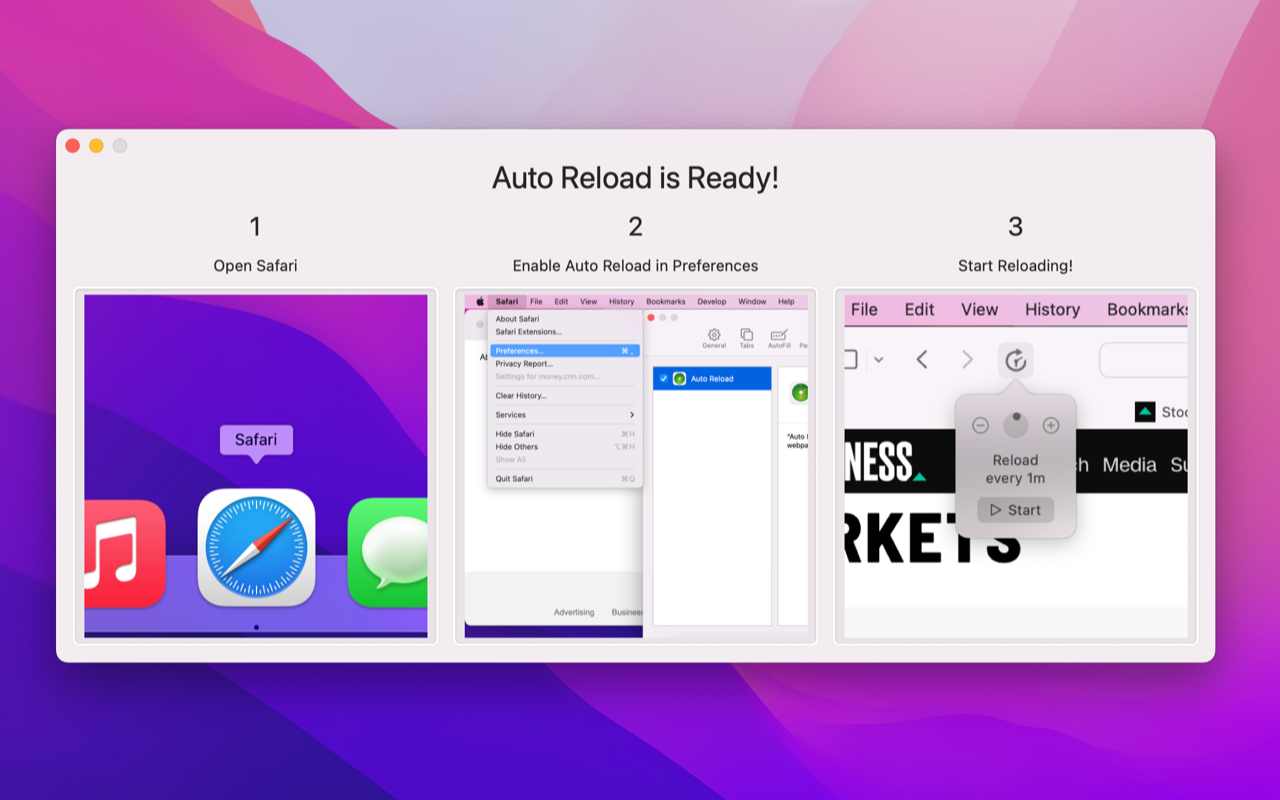 Auto Reload is Ready!
1
Open Safari
Safari
2
Enable Auto Reload in Preferences
Safari File Edit View History Bookmarks Develop Window Help
About Safari
Safari Extensions...
Preferences... ⌘ ,
Privacy Report...
Settings for money.cnn.com...
Clear History...
Services
Hide Safari ⌘H
Hide Others ⌥⌘H
Show All
Quit Safari ⌘Q
General Tabs AutoFill Pa
Auto Reload
"Auto
webpa
Advertising Busines
3
Start Reloading!
File Edit View History Bookmarks
Stoc
NESS
ch Media Su
RKETS
Reload
every 1m
Start